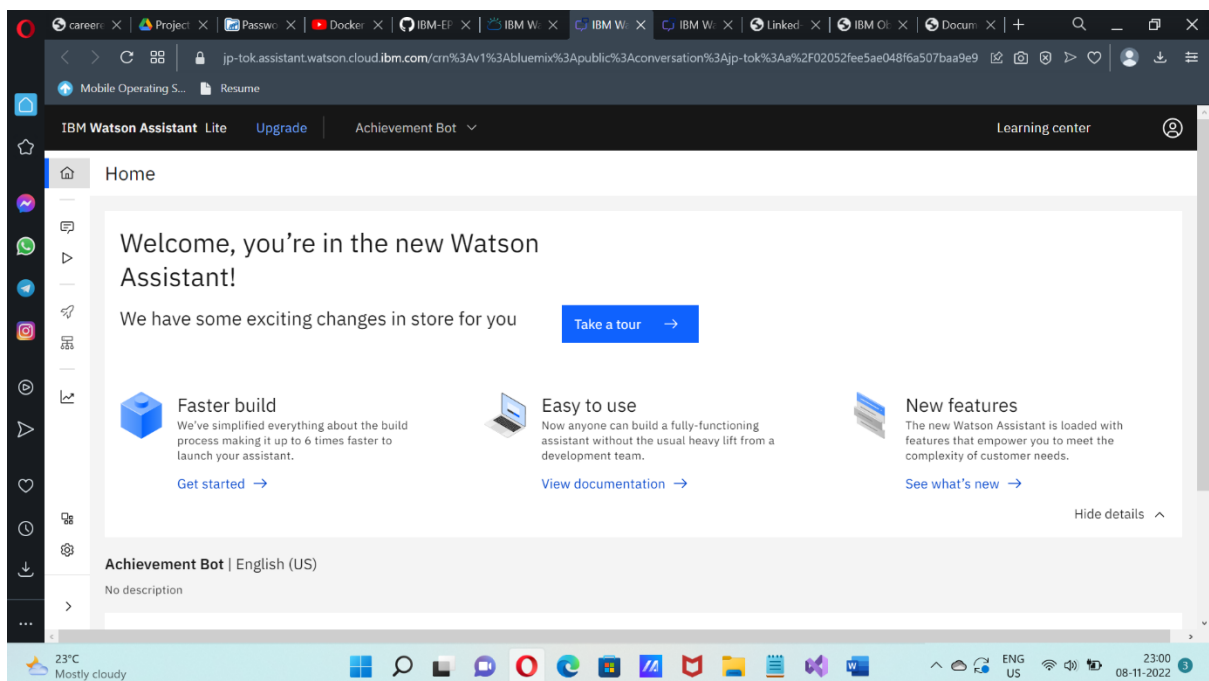 careere
Project
Passwo
Docker
IBM-EP
IBM Wa
IBM Wa
IBM Wa
Linked-
IBM Ob
Docum
jp-tok.assistant.watson.cloud.ibm.com/crn%3Av1%3Abluemix%3Apublic%3Aconversation%3Ajp-tok%3Aa%2F02052fee5ae048f6a507baa9e9
Mobile Operating S...
Resume
IBM Watson Assistant Lite
Upgrade
Achievement Bot
Learning center
Home
Welcome, you're in the new Watson
Assistant!
We have some exciting changes in store for you
Take a tour
Faster build
We've simplified everything about the build
process making it up to 6 times faster to
launch your assistant.
Get started
Easy to use
Now anyone can build a fully-functioning
assistant without the usual heavy lift from a
development team.
View documentation
New features
The new Watson Assistant is loaded with
features that empower you to meet the
complexity of customer needs.
See what's new
Hide details
Achievement Bot | English (US)
No description
23°C
Mostly cloudy
ENG
US
23:00
08-11-2022
3